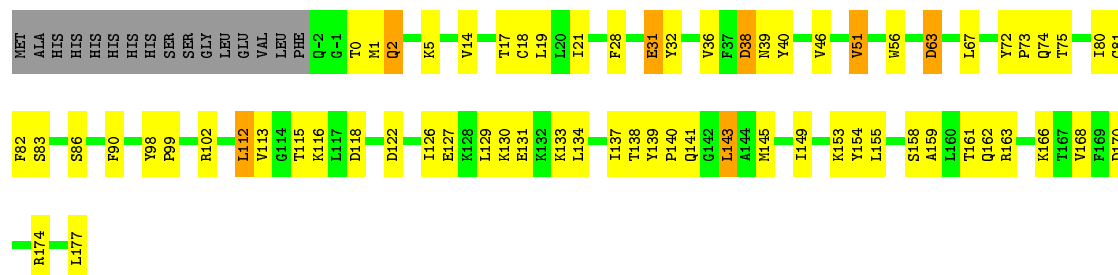 MET ALA HIS HIS HIS HIS HIS HIS SER SER GLY LEU GLU VAL LEU PHE Q-2 G-1 T0 M1 Q2 K5 V14 T17 C18 L19 L20 I21 F28 E31 Y32 V36 F37 D38 N39 Y40 V46 V51 W56 D63 L67 Y72 P73 Q74 T75 I80 C81
F82 S83 S86 F90 Y98 P99 R102 L112 V113 G114 T115 K116 L117 D118 D122 I126 E127 K128 L129 K130 E131 K132 K133 L134 I137 T138 Y139 P140 Q141 G142 L143 A144 M145 I149 K153 Y154 L155 S158 A159 L160 T161 Q162 R163 K166 T167 V168 F169 D170
R174 L177